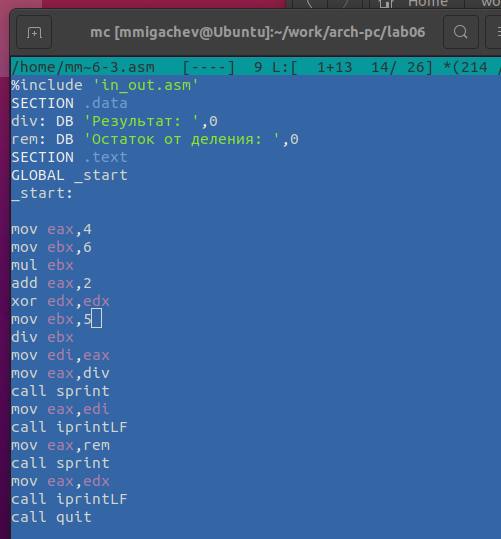 Home
work
mc [mmigachev@Ubuntu]:~/work/arch-pc/lab06
/home/mm~6-3.asm [----] 9 L:[ 1+13 14/ 26] *(214 /
%include 'in_out.asm'
SECTION .data
div: DB 'Результат: ',0
rem: DB 'Остаток от деления: ',0
SECTION .text
GLOBAL _start
_start:
mov eax,4
mov ebx,6
mul ebx
add eax,2
xor edx,edx
mov ebx,5
div ebx
mov edi,eax
mov eax,div
call sprint
mov eax,edi
call iprintLF
mov eax,rem
call sprint
mov eax,edx
call iprintLF
call quit